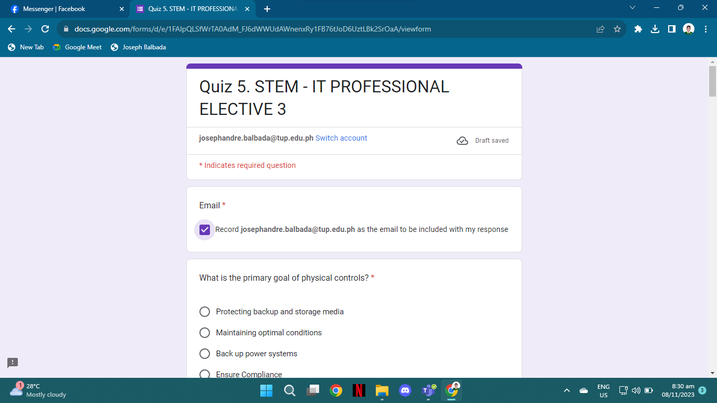 Messenger | Facebook
Quiz 5. STEM - IT PROFESSIONA
docs.google.com/forms/d/e/1FAIpQLSfWrTA0AdM_FJ6dWWUdAWnenxRy1FB76tJoD6UztLBk2SrOaA/viewform
New Tab
Google Meet
Joseph Balbada
Quiz 5. STEM - IT PROFESSIONAL
ELECTIVE 3
josephandre.balbada@tup.edu.ph Switch account
Draft saved
* Indicates required question
Email *
Record josephandre.balbada@tup.edu.ph as the email to be included with my response
What is the primary goal of physical controls? *
Protecting backup and storage media
Maintaining optimal conditions
Back up power systems
Ensure Compliance
1
28°C
Mostly cloudy
ENG
US
8:30 am
08/11/2023
3